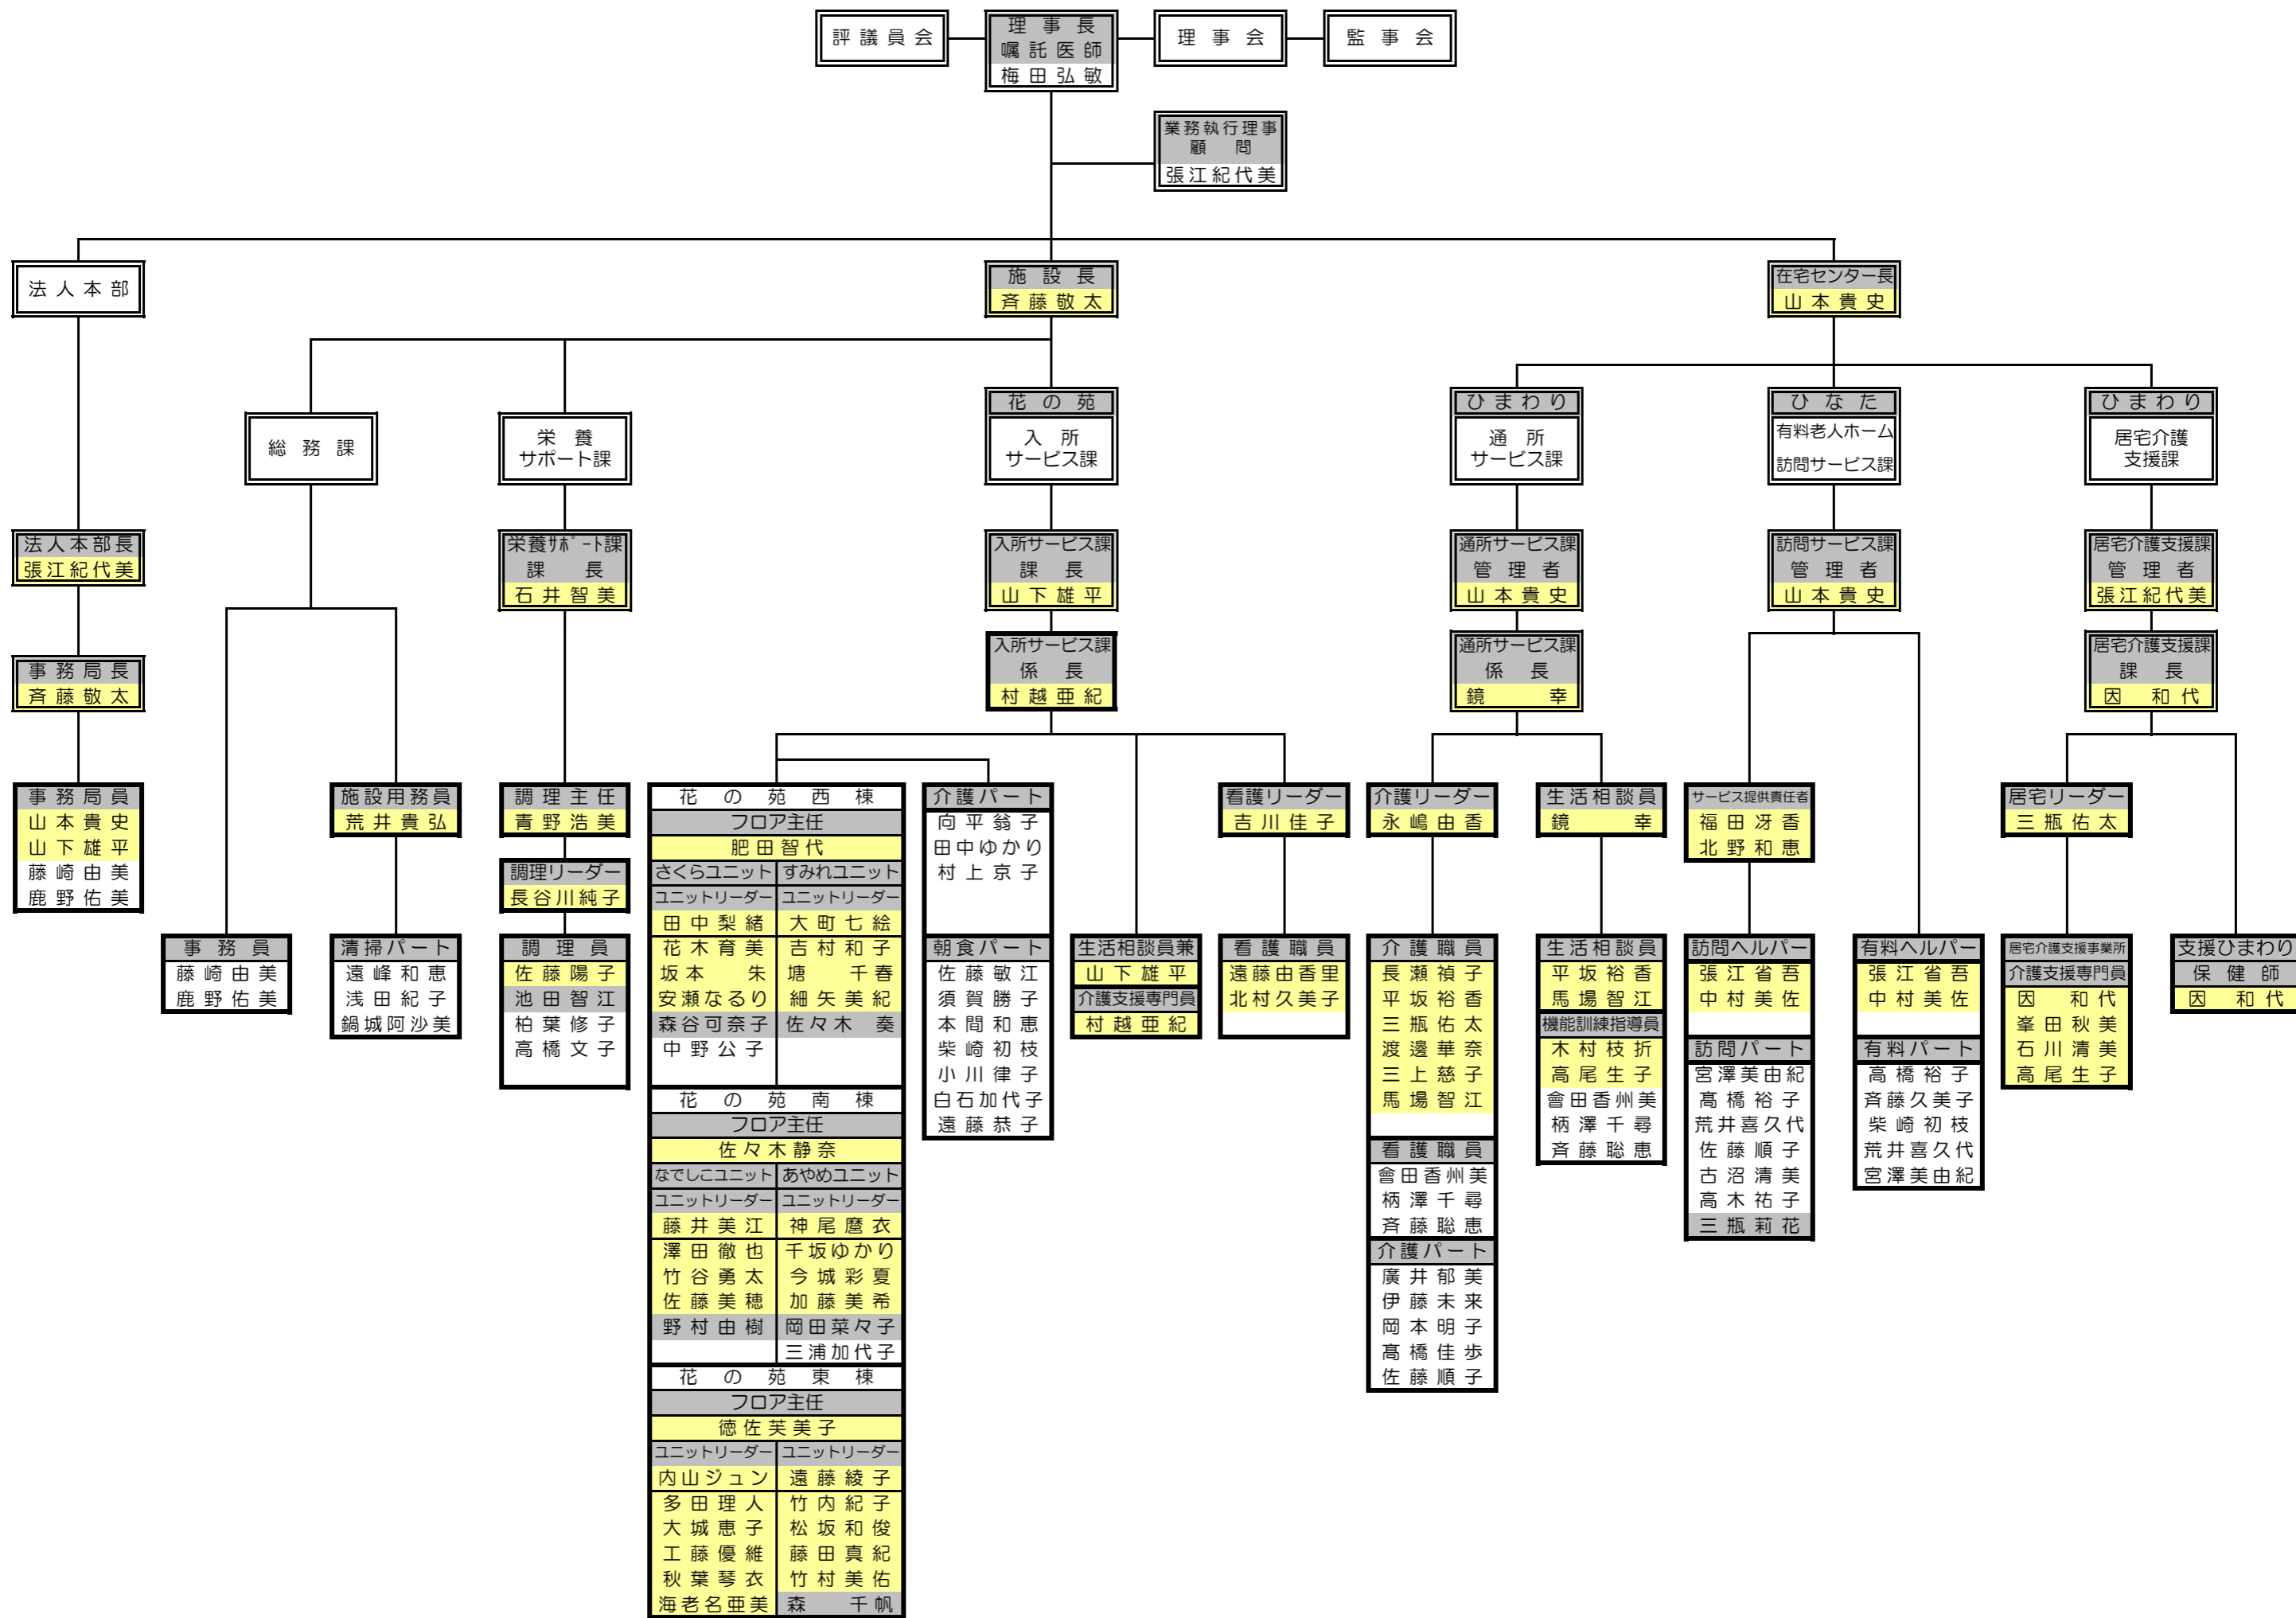 評議員会
理事長
嘱託医師
梅田弘敏
理事会
監事会
業務執行理事
顧問
張江紀代美
法人本部
施設長
斉藤敬太
在宅センター長
山本貴史
総務課
栄養
サポート課
花の苑
入所
サービス課
ひまわり
通所
サービス課
ひなた
有料老人ホーム
訪問サービス課
ひまわり
居宅介護
支援課
法人本部長
張江紀代美
事務局長
斉藤敬太
事務局員
山本貴史
山下雄平
藤崎由美
鹿野佑美
事務員
藤崎由美
鹿野佑美
施設用務員
荒井貴弘
清掃パート
遠峰和恵
浅田紀子
鍋城阿沙美
栄養ｻﾎﾟｰﾄ課
課長
石井智美
調理主任
青野浩美
調理リーダー
長谷川純子
調理員
佐藤陽子
池田智江
柏葉修子
高橋文子
入所サービス課
課長
山下雄平
入所サービス課
係長
村越亜紀
花の苑西棟
フロア主任
肥田智代
さくらユニット すみれユニット
ユニットリーダー ユニットリーダー
田中梨緒 大町七絵
花木育美 吉村和子
坂本朱 塘千春
安瀬なるり 細矢美紀
森谷可奈子 佐々木奏
中野公子
花の苑南棟
フロア主任
佐々木静奈
なでしこユニット あやめユニット
ユニットリーダー ユニットリーダー
藤井美江 神尾麿衣
澤田徹也 千坂ゆかり
竹谷勇太 今城彩夏
佐藤美穂 加藤美希
野村由樹 岡田菜々子
三浦加代子
花の苑東棟
フロア主任
徳佐芙美子
ユニットリーダー ユニットリーダー
内山ジュン 遠藤綾子
多田理人 竹内紀子
大城恵子 松坂和俊
工藤優維 藤田真紀
秋葉琴衣 竹村美佑
海老名亜美 森千帆
介護パート
向平翁子
田中ゆかり
村上京子
朝食パート
佐藤敏江
須賀勝子
本間和恵
柴崎初枝
小川律子
白石加代子
遠藤恭子
生活相談員兼
山下雄平
介護支援専門員
村越亜紀
看護リーダー
吉川佳子
看護職員
遠藤由香里
北村久美子
通所サービス課
管理者
山本貴史
通所サービス課
係長
鏡幸
介護リーダー
永嶋由香
介護職員
長瀬禎子
平坂裕香
三瓶佑太
渡邊華奈
三上慈子
馬場智江
看護職員
會田香州美
柄澤千尋
斉藤聡恵
介護パート
廣井郁美
伊藤未来
岡本明子
髙橋佳歩
佐藤順子
生活相談員
鏡幸
生活相談員
平坂裕香
馬場智江
機能訓練指導員
木村枝折
高尾生子
會田香州美
柄澤千尋
斉藤聡恵
訪問サービス課
管理者
山本貴史
サービス提供責任者
福田冴香
北野和恵
訪問ヘルパー
張江省吾
中村美佐
訪問パート
宮澤美由紀
髙橋裕子
荒井喜久代
佐藤順子
古沼清美
高木祐子
三瓶莉花
有料ヘルパー
張江省吾
中村美佐
有料パート
高橋裕子
斉藤久美子
柴崎初枝
荒井喜久代
宮澤美由紀
居宅介護支援課
管理者
張江紀代美
居宅介護支援課
課長
因和代
居宅リーダー
三瓶佑太
居宅介護支援事業所
介護支援専門員
因和代
峯田秋美
石川清美
高尾生子
支援ひまわり
保健師
因和代